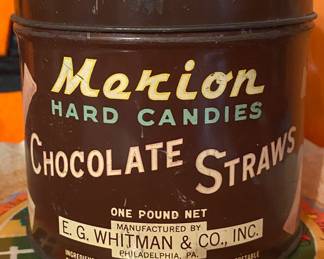 Merion
HARD CANDIES
CHOCOLATE STRAWS
ONE POUND NET
MANUFACTURED BY
E. G. WHITMAN & CO., INC.
PHILADELPHIA, PA.